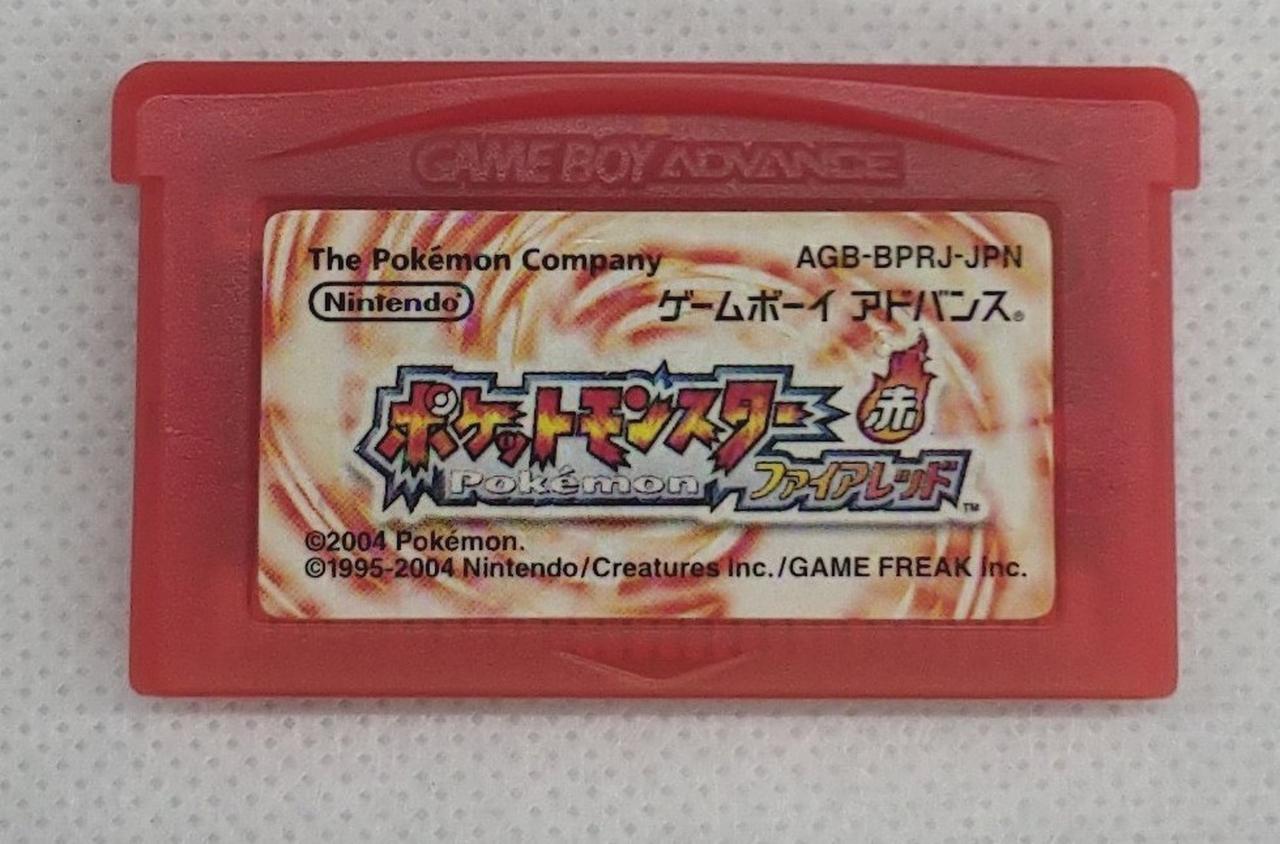 GAME BOY ADVANCE
The Pokémon Company AGB-BPRJ-JPN
Nintendo® ゲームボーイ アドバンス®
ポケットモンスター 赤
Pokémon ファイアレッド™
©2004 Pokémon.
©1995-2004 Nintendo/Creatures inc./GAME FREAK inc.